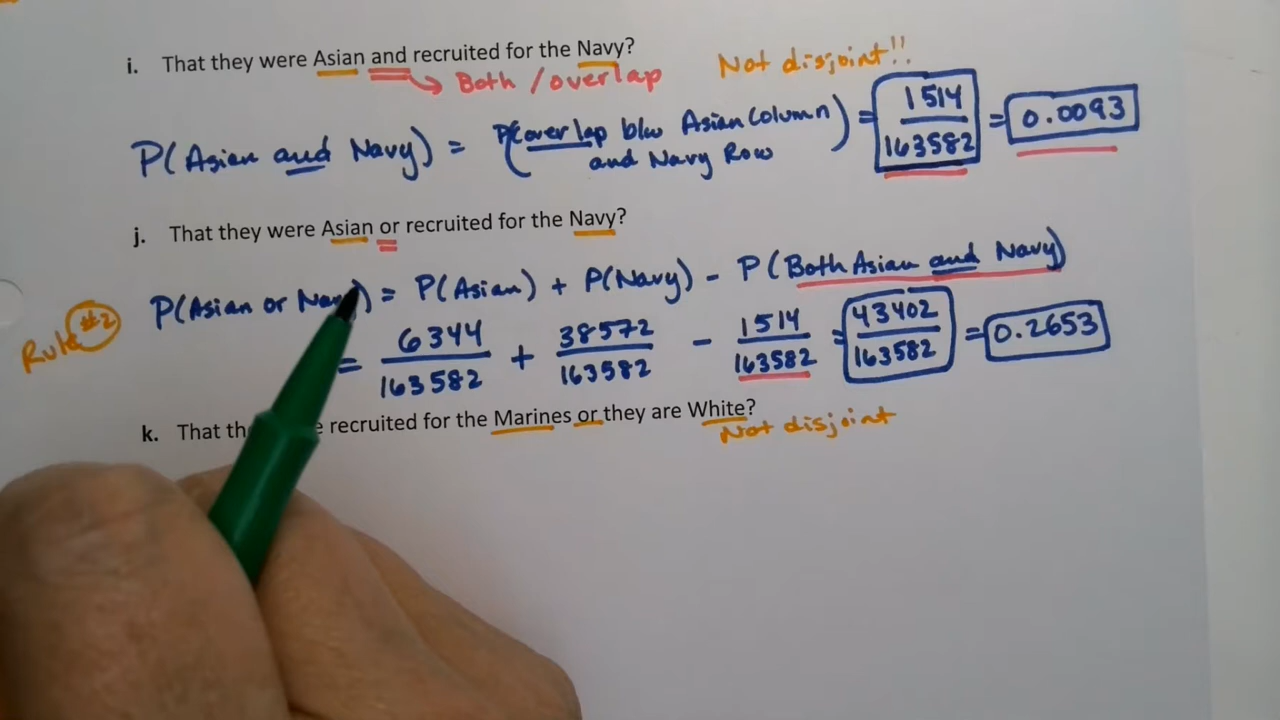 i. That they were Asian and recruited for the Navy?
Not disjoint!!
Both / overlap
P(Asian and Navy) = P(overlap b/w Asian Column and Navy Row) = 1514/163582 = 0.0093
j. That they were Asian or recruited for the Navy?
Rule #2
P(Asian or Navy) = P(Asian) + P(Navy) - P(Both Asian and Navy)
= 6344/163582 + 38572/163582 - 1514/163582 = 43402/163582 = 0.2653
k. That recruited for the Marines or they are White?
Not disjoint